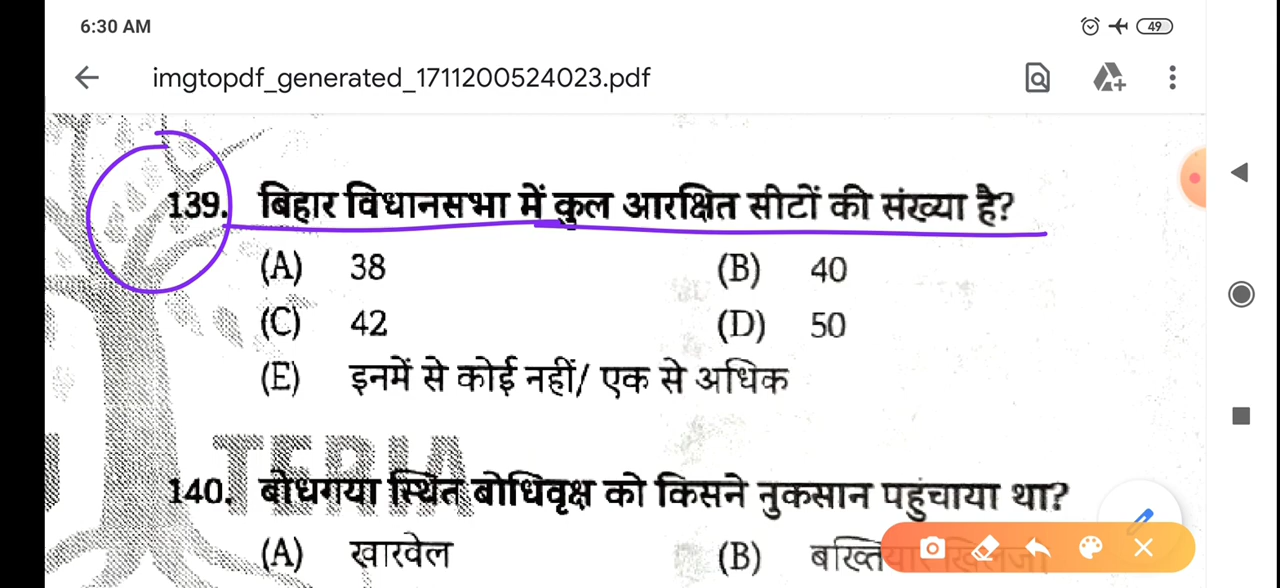 6:30 AM
49
imgtopdf_generated_1711200524023.pdf
139. बिहार विधानसभा में कुल आरक्षित सीटों की संख्या है?
(A) 38 (B) 40
(C) 42 (D) 50
(E) इनमें से कोई नहीं/ एक से अधिक
140. बोधगया स्थित बोधिवृक्ष को किसने नुकसान पहुंचाया था?
(A) खारवेल (B)